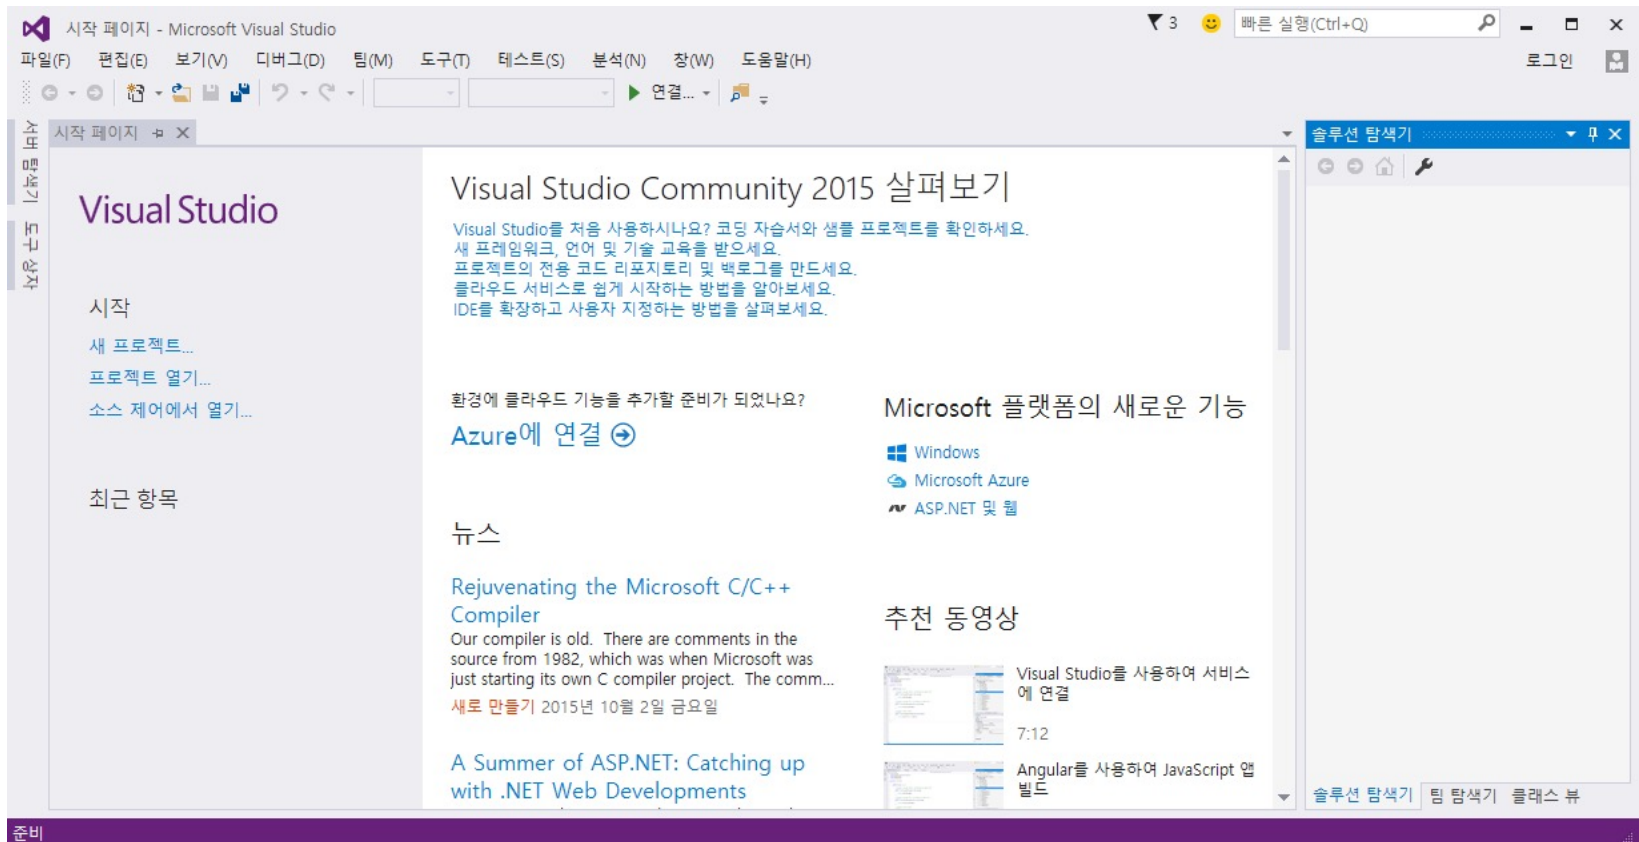 시작 페이지 - Microsoft Visual Studio
3
빠른 실행(Ctrl+Q)
파일(F) 편집(E) 보기(V) 디버그(D) 팀(M) 도구(T) 테스트(S) 분석(N) 창(W) 도움말(H)
로그인
연결...
서버 탐색기
도구 상자
시작 페이지
Visual Studio
시작
새 프로젝트...
프로젝트 열기...
소스 제어에서 열기...
최근 항목
Visual Studio Community 2015 살펴보기
Visual Studio를 처음 사용하시나요? 코딩 자습서와 샘플 프로젝트를 확인하세요.
새 프레임워크, 언어 및 기술 교육을 받으세요.
프로젝트의 전용 코드 리포지토리 및 백로그를 만드세요.
클라우드 서비스로 쉽게 시작하는 방법을 알아보세요.
IDE를 확장하고 사용자 지정하는 방법을 살펴보세요.
환경에 클라우드 기능을 추가할 준비가 되었나요?
Azure에 연결
뉴스
Rejuvenating the Microsoft C/C++
Compiler
Our compiler is old. There are comments in the
source from 1982, which was when Microsoft was
just starting its own C compiler project. The comm...
새로 만들기 2015년 10월 2일 금요일
A Summer of ASP.NET: Catching up
with .NET Web Developments
Microsoft 플랫폼의 새로운 기능
Windows
Microsoft Azure
ASP.NET 및 웹
추천 동영상
Visual Studio를 사용하여 서비스
에 연결
7:12
Angular를 사용하여 JavaScript 앱
빌드
솔루션 탐색기
솔루션 탐색기 팀 탐색기 클래스 뷰
준비